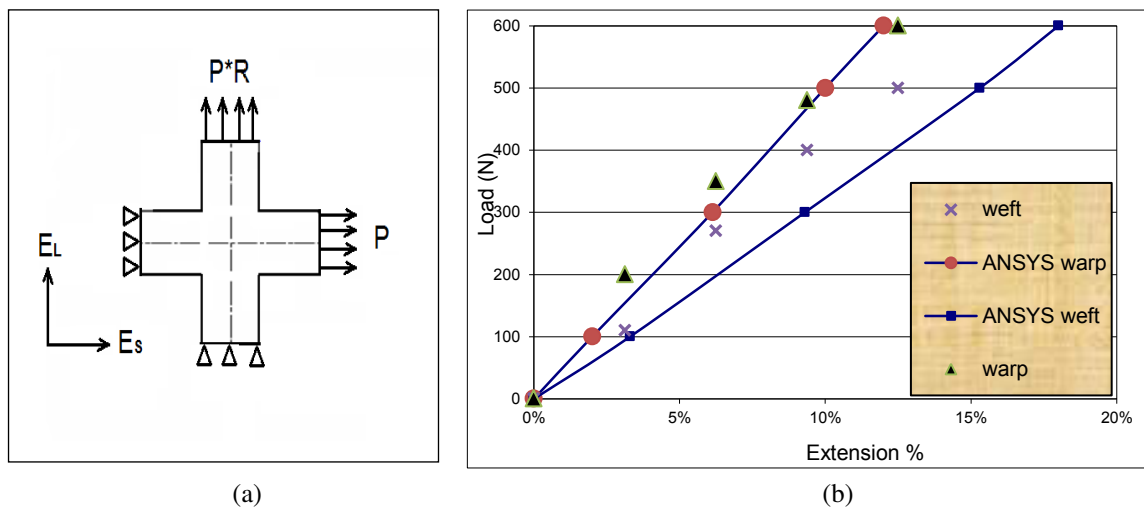 P*R
P
EL
Es
(a)
Load (N)
600
500
400
300
200
100
0
0%
5%
10%
15%
20%
Extension %
weft
ANSYS warp
ANSYS weft
warp
(b)